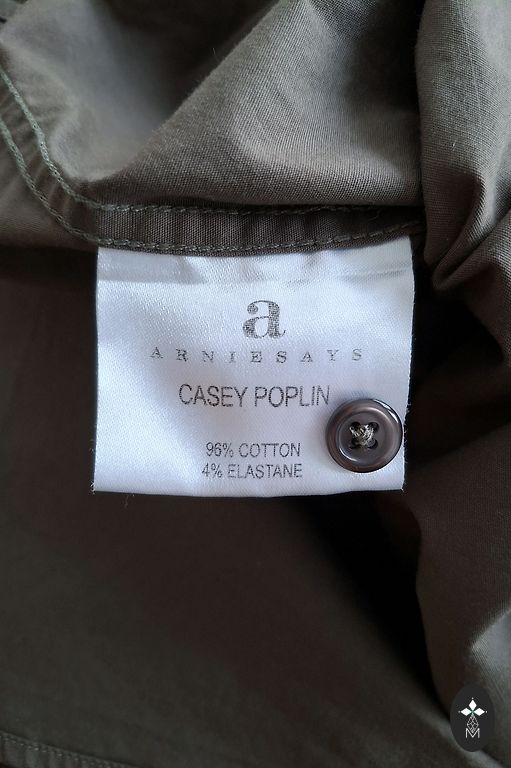 a
ARNIESAYS
CASEY POPLIN
96% COTTON
4% ELASTANE
M